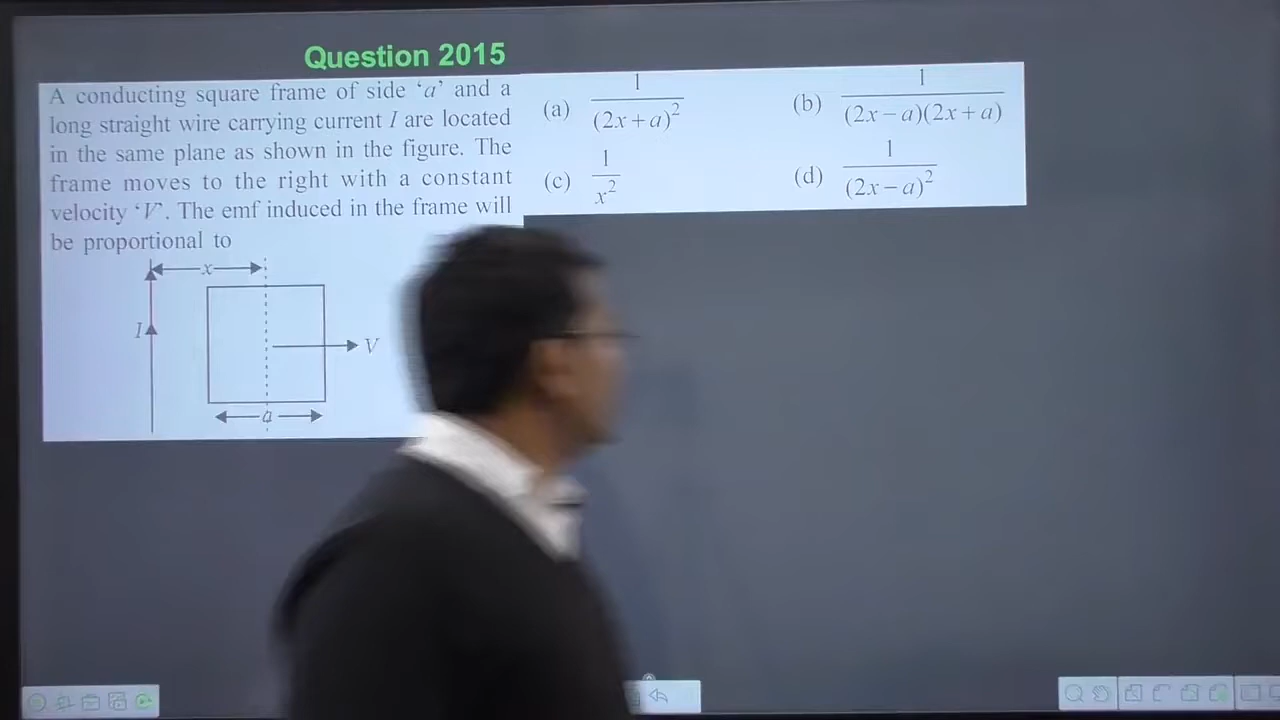 Question 2015
A conducting square frame of side ‘a’ and a
long straight wire carrying current I are located
in the same plane as shown in the figure. The
frame moves to the right with a constant
velocity ‘V’. The emf induced in the frame will
be proportional to
x
I
V
a
(a) 1/(2x+a)²
(b) 1/((2x−a)(2x+a))
(c) 1/x²
(d) 1/(2x−a)²